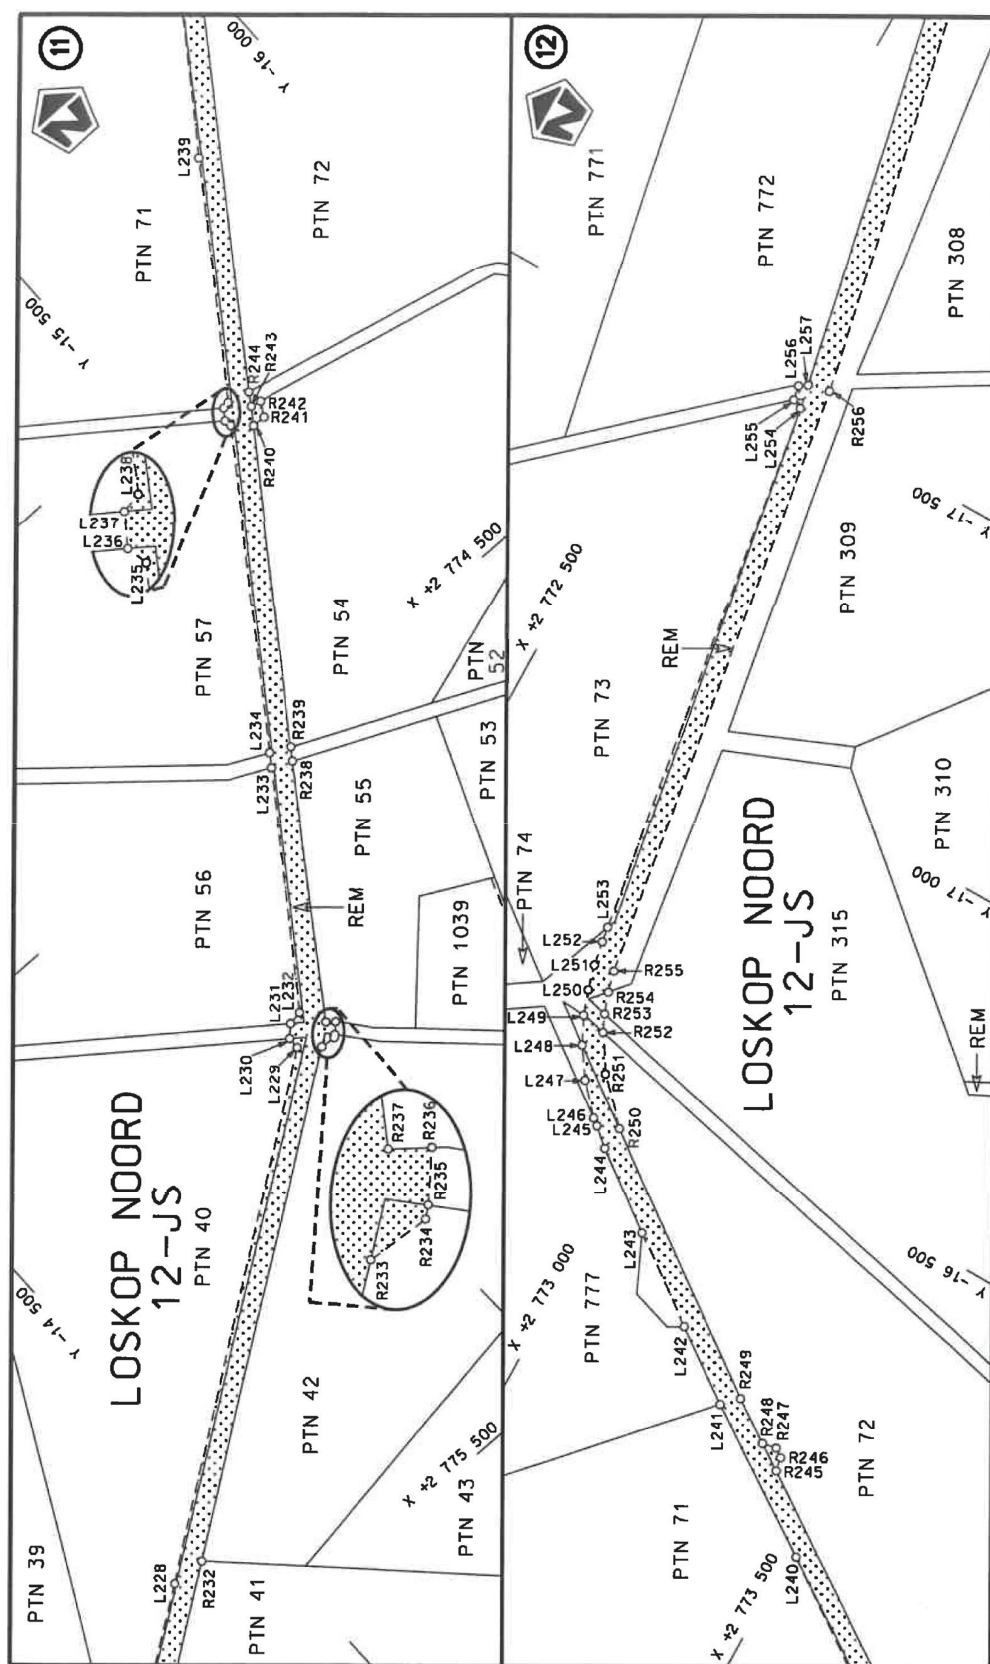 11
N
Y -16 000
L239
PTN 71
PTN 72
Y -15 500
R244
R243
R242
R241
R240
L238
L237
L236
L235
X +2 774 500
PTN 57
PTN 54
PTN
52
L234
L233
R239
R238
PTN 53
PTN 55
PTN 56
REM
PTN 1039
L232
L231
L230
L229
R237
R236
R235
R234
R233
LOSKOP NOORD
12-JS
PTN 40
Y -14 500
PTN 42
X +2 775 500
PTN 43
PTN 39
L228
R232
PTN 41
12
N
PTN 771
PTN 772
PTN 308
L257
L256
L255
L254
R256
Y -17 500
PTN 309
X +2 772 500
REM
PTN 73
PTN 310
LOSKOP NOORD
12-JS
PTN 74
Y -17 000
PTN 315
L253
L252
L251
L250
R255
R254
R253
R252
R251
R250
L249
L248
L247
L246
L245
L244
L243
REM
Y -16 500
X +2 773 000
PTN 777
L242
L241
R249
R248
R247
R246
R245
PTN 72
PTN 71
L240
X +2 773 500